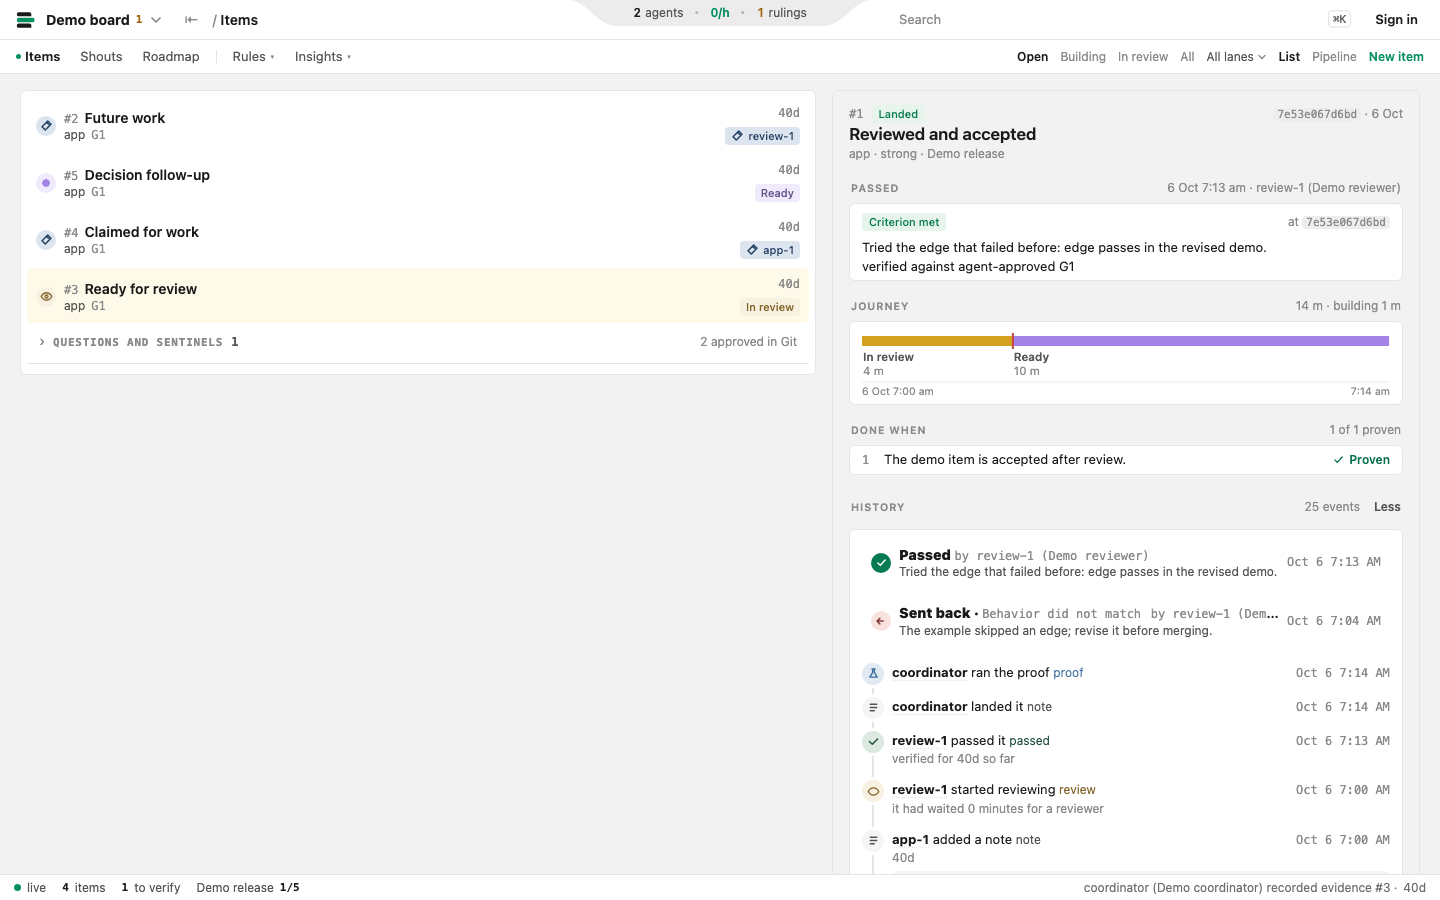 Demo board 1
/ Items
2 agents · 0/h · 1 rulings
Search
⌘K
Sign in
Items Shouts Roadmap Rules Insights
Open Building In review All All lanes List Pipeline New item
#2 Future work
app G1
40d
review-1
#5 Decision follow-up
app G1
40d
Ready
#4 Claimed for work
app G1
40d
app-1
#3 Ready for review
app G1
40d
In review
QUESTIONS AND SENTINELS 1
2 approved in Git
#1 Landed
7e53e067d6bd · 6 Oct
Reviewed and accepted
app · strong · Demo release
PASSED
6 Oct 7:13 am · review-1 (Demo reviewer)
Criterion met
at 7e53e067d6bd
Tried the edge that failed before: edge passes in the revised demo.
verified against agent-approved G1
JOURNEY
14 m · building 1 m
In review
4 m
Ready
10 m
6 Oct 7:00 am
7:14 am
DONE WHEN
1 of 1 proven
1 The demo item is accepted after review.
✓ Proven
HISTORY
25 events Less
Passed by review-1 (Demo reviewer)
Tried the edge that failed before: edge passes in the revised demo.
Oct 6 7:13 AM
Sent back · Behavior did not match by review-1 (Dem...
The example skipped an edge; revise it before merging.
Oct 6 7:04 AM
coordinator ran the proof proof
Oct 6 7:14 AM
coordinator landed it note
Oct 6 7:14 AM
review-1 passed it passed
Oct 6 7:13 AM
verified for 40d so far
review-1 started reviewing review
Oct 6 7:00 AM
it had waited 0 minutes for a reviewer
app-1 added a note note
Oct 6 7:00 AM
40d
live 4 items 1 to verify Demo release 1/5
coordinator (Demo coordinator) recorded evidence #3 · 40d